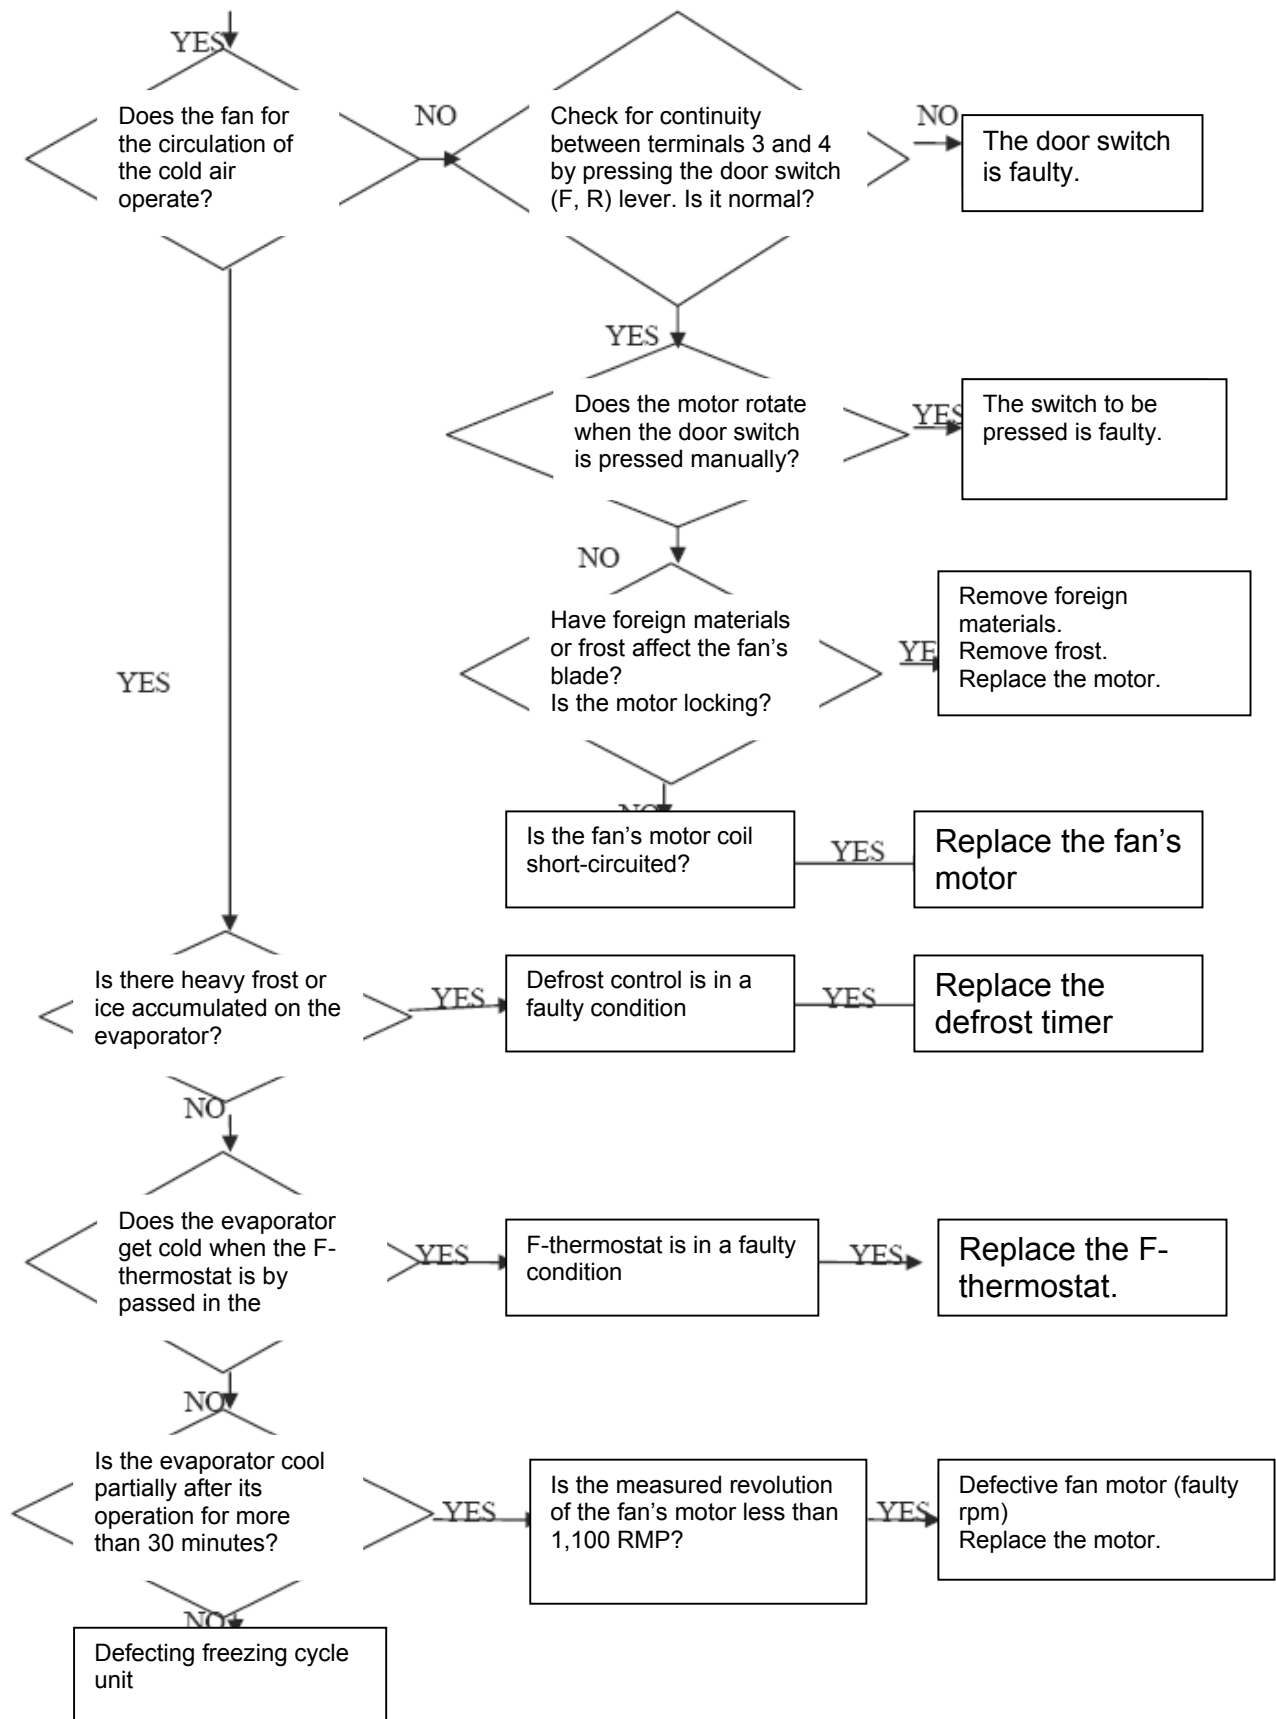 YES
Does the fan for
the circulation of
the cold air
operate?
NO
Check for continuity
between terminals 3 and 4
by pressing the door switch
(F, R) lever. Is it normal?
NO
The door switch
is faulty.
YES
Does the motor rotate
when the door switch
is pressed manually?
YES
The switch to be
pressed is faulty.
NO
Have foreign materials
or frost affect the fan’s
blade?
Is the motor locking?
YE
Remove foreign
materials.
Remove frost.
Replace the motor.
YES
NO
Is the fan’s motor coil
short-circuited?
YES
Replace the fan’s
motor
Is there heavy frost or
ice accumulated on the
evaporator?
YES
Defrost control is in a
faulty condition
YES
Replace the
defrost timer
NO
Does the evaporator
get cold when the F-
thermostat is by
passed in the
YES
F-thermostat is in a faulty
condition
YES
Replace the F-
thermostat.
NO
Is the evaporator cool
partially after its
operation for more
than 30 minutes?
YES
Is the measured revolution
of the fan’s motor less than
1,100 RMP?
YES
Defective fan motor (faulty
rpm)
Replace the motor.
NO
Defecting freezing cycle
unit